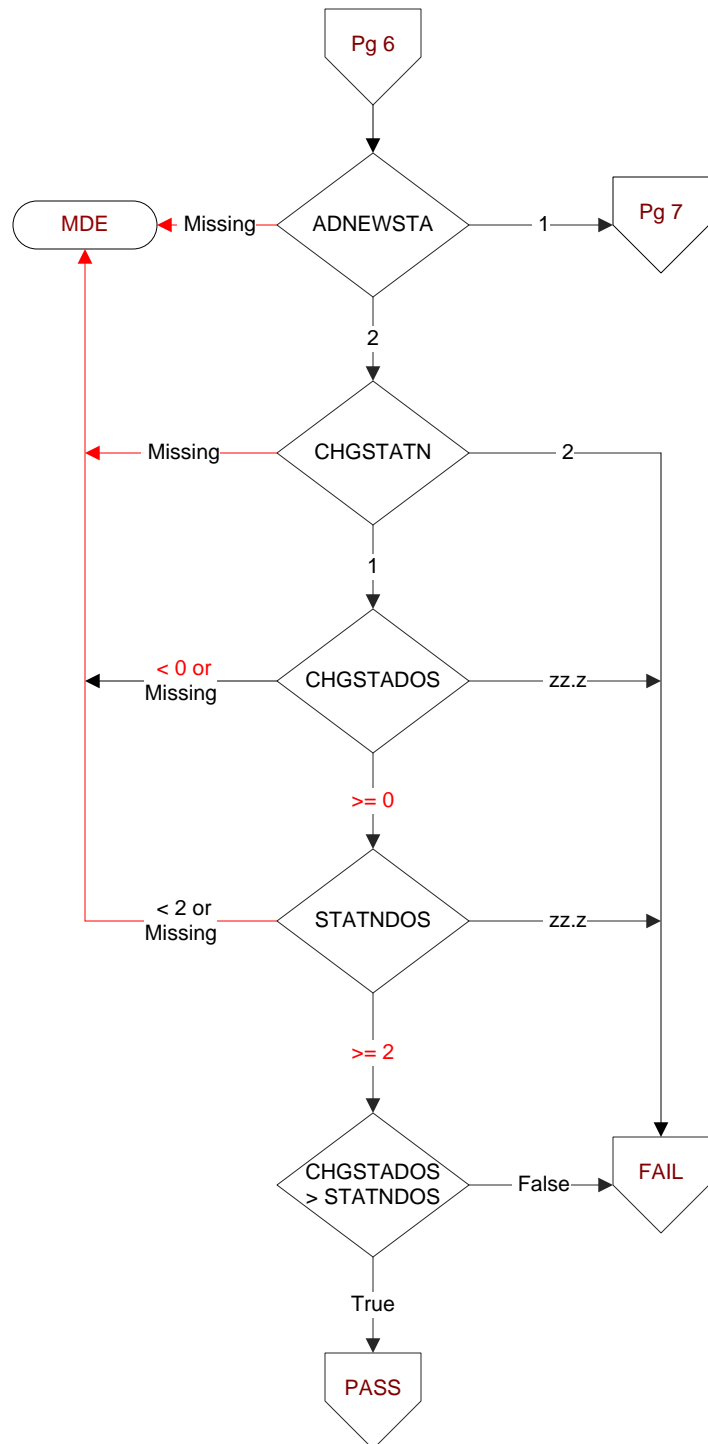 Pg 6
MDE
Missing
ADNEWSTA
1
Pg 7
2
Missing
CHGSTATN
2
1
< 0 or
Missing
CHGSTADOS
zz.z
>= 0
< 2 or
Missing
STATNDOS
zz.z
>= 2
CHGSTADOS
> STATNDOS
False
FAIL
True
PASS